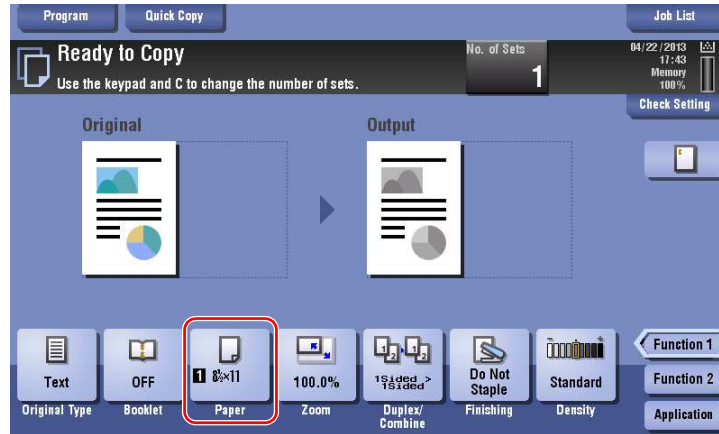 Program
Quick Copy
Job List
Ready to Copy
Use the keypad and C to change the number of sets.
No. of Sets
1
04/22/2013
17:43
Memory
100%
Check Setting
Original
Output
Text
OFF
1 8½×11
100.0%
1Sided >
1Sided
Do Not
Staple
Standard
Original Type
Booklet
Paper
Zoom
Duplex/
Combine
Finishing
Density
Function 1
Function 2
Application